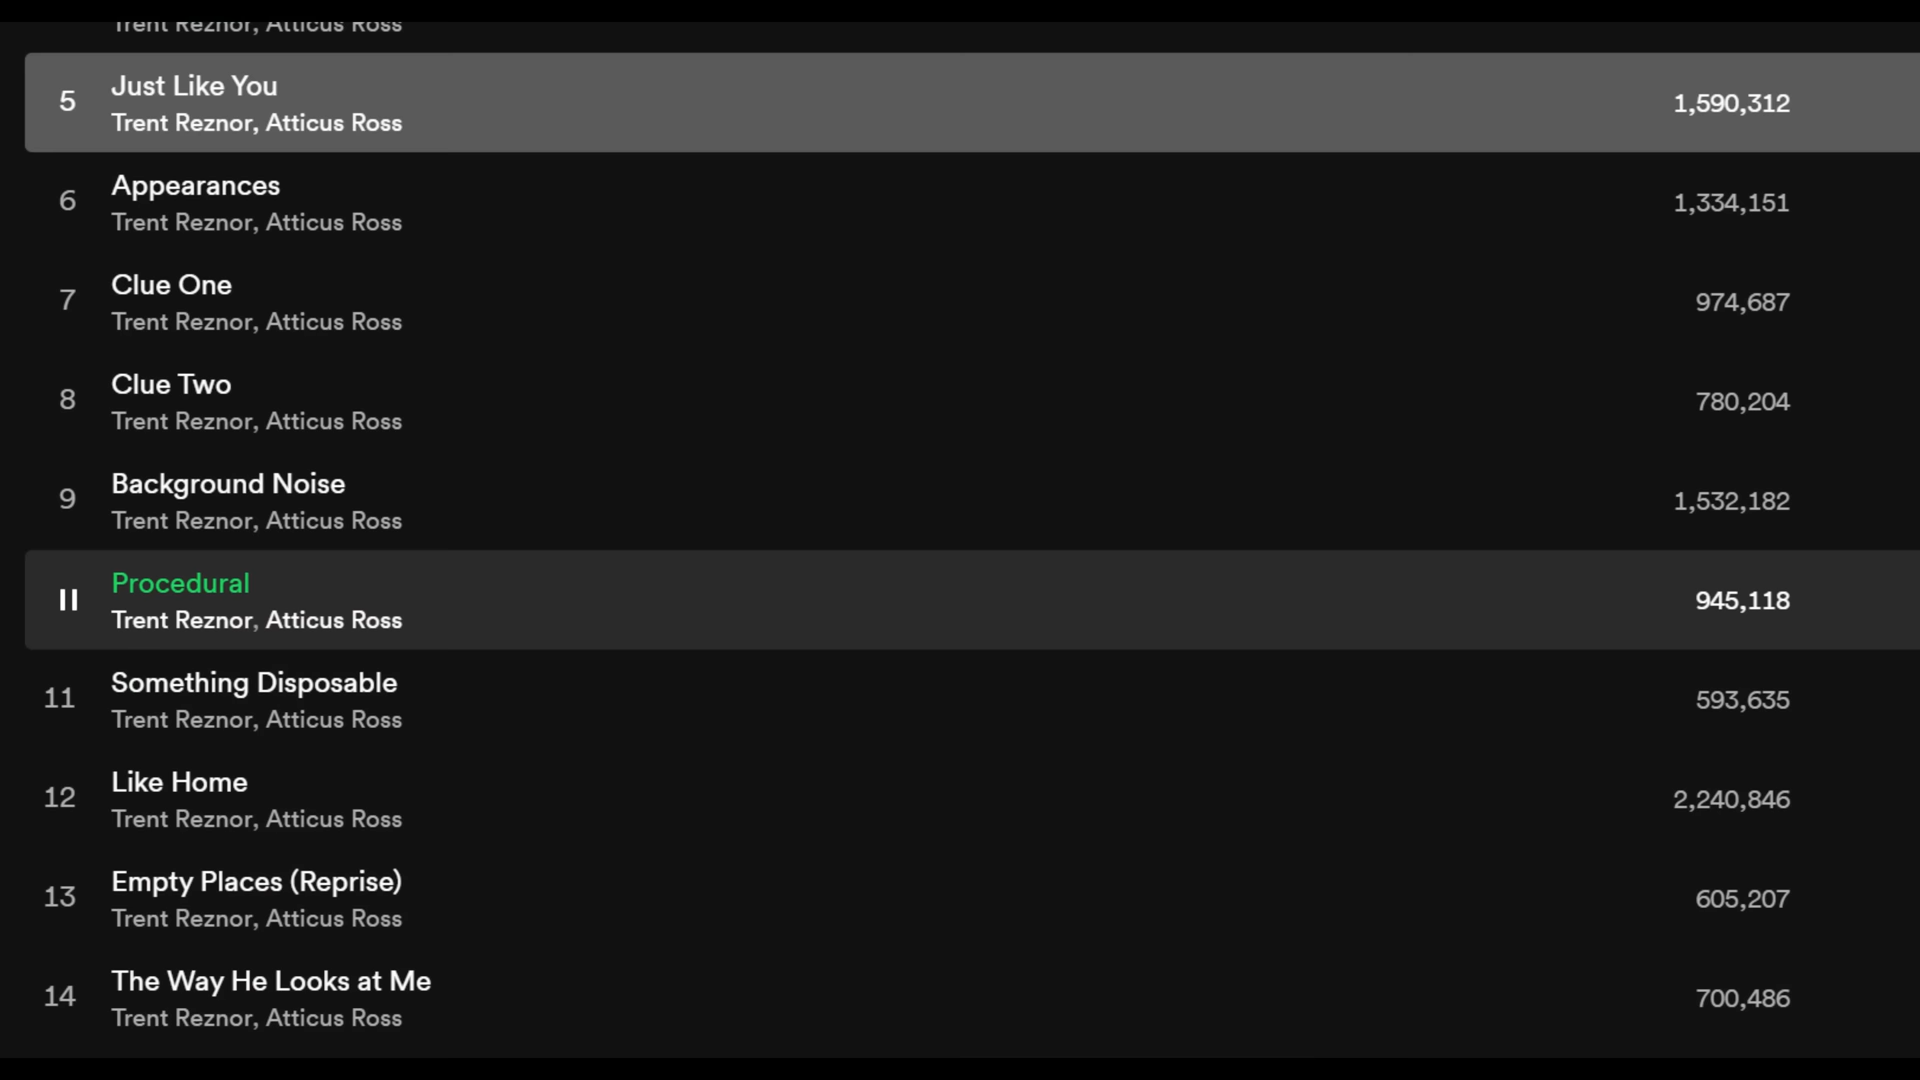 Trent Reznor, Atticus Ross
5
Just Like You
Trent Reznor, Atticus Ross
1,590,312
6
Appearances
Trent Reznor, Atticus Ross
1,334,151
7
Clue One
Trent Reznor, Atticus Ross
974,687
8
Clue Two
Trent Reznor, Atticus Ross
780,204
9
Background Noise
Trent Reznor, Atticus Ross
1,532,182
Procedural
Trent Reznor, Atticus Ross
945,118
11
Something Disposable
Trent Reznor, Atticus Ross
593,635
12
Like Home
Trent Reznor, Atticus Ross
2,240,846
13
Empty Places (Reprise)
Trent Reznor, Atticus Ross
605,207
14
The Way He Looks at Me
Trent Reznor, Atticus Ross
700,486